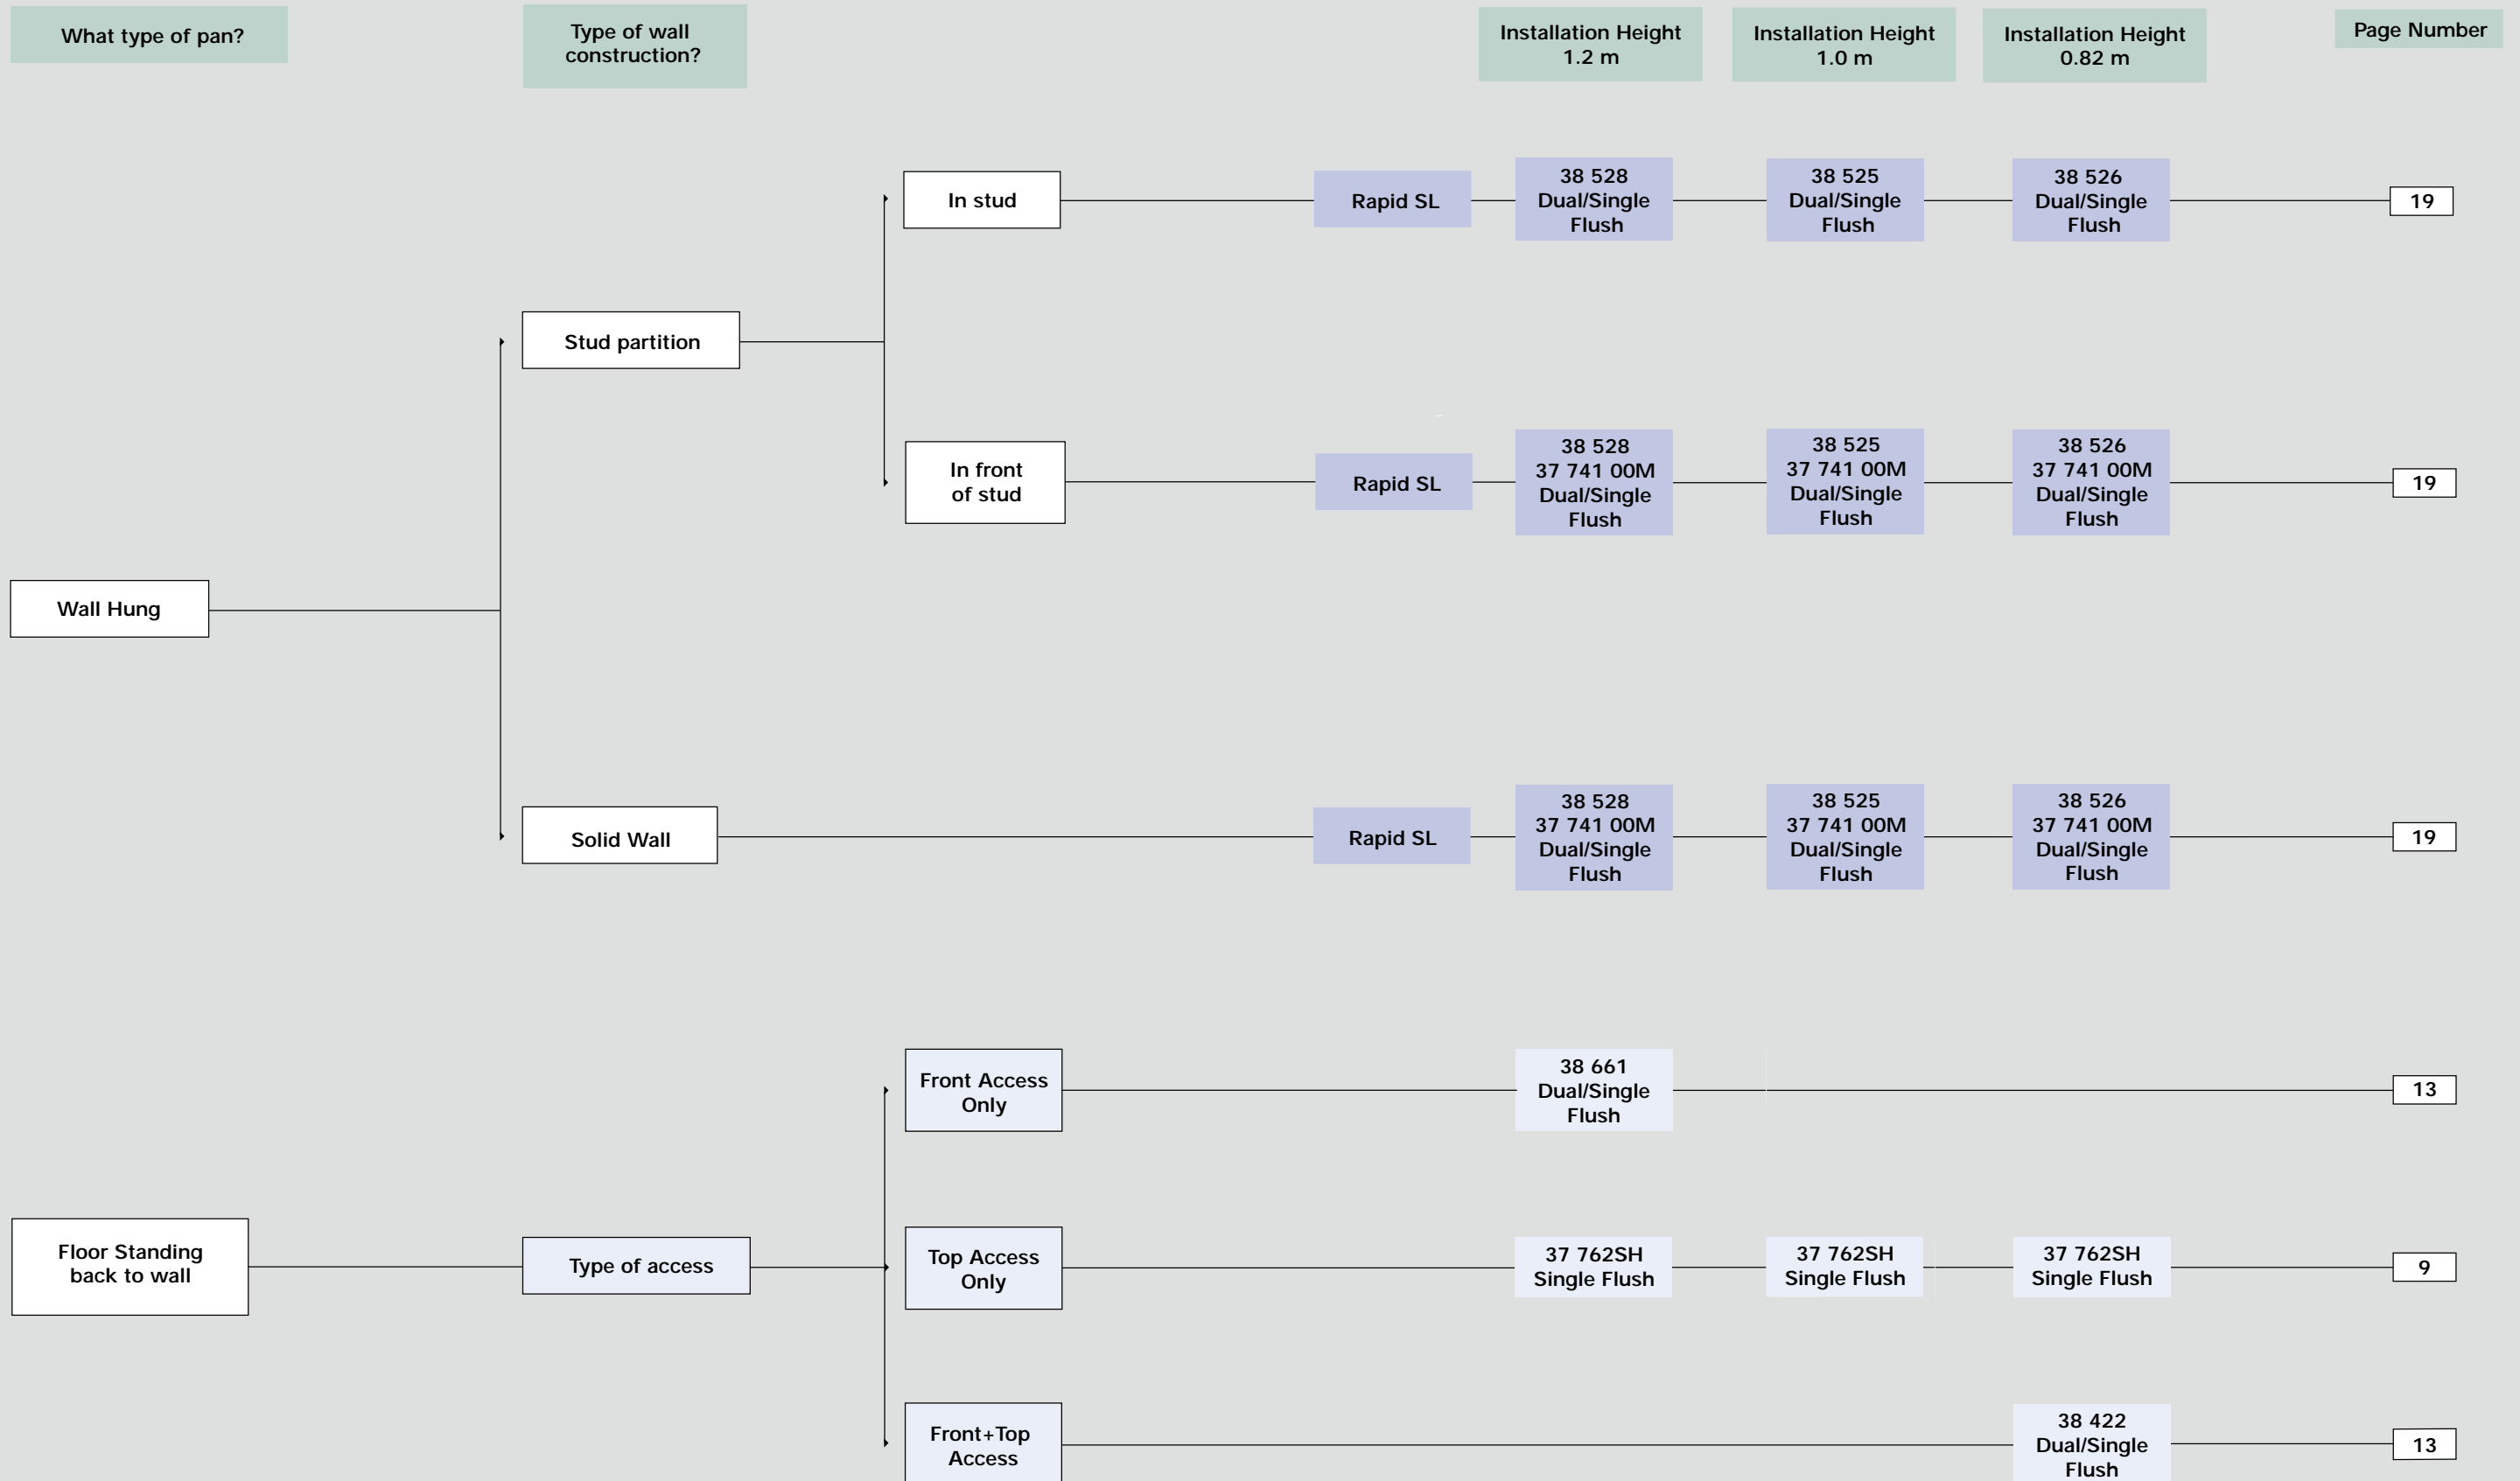 What type of pan?
Type of wall
construction?
Installation Height
1.2 m
Installation Height
1.0 m
Installation Height
0.82 m
Page Number
In stud
Rapid SL
38 528
Dual/Single
Flush
38 525
Dual/Single
Flush
38 526
Dual/Single
Flush
19
Stud partition
In front
of stud
Rapid SL
38 528
37 741 00M
Dual/Single
Flush
38 525
37 741 00M
Dual/Single
Flush
38 526
37 741 00M
Dual/Single
Flush
19
Wall Hung
Solid Wall
Rapid SL
38 528
37 741 00M
Dual/Single
Flush
38 525
37 741 00M
Dual/Single
Flush
38 526
37 741 00M
Dual/Single
Flush
19
Front Access
Only
38 661
Dual/Single
Flush
13
Floor Standing
back to wall
Type of access
Top Access
Only
37 762SH
Single Flush
37 762SH
Single Flush
37 762SH
Single Flush
9
Front+Top
Access
38 422
Dual/Single
Flush
13